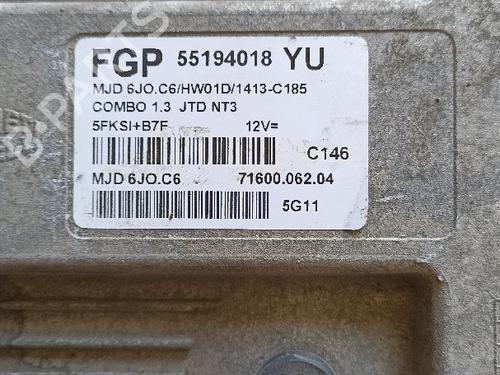 FGP 55194018 YU
MJD 6JO.C6/HW01D/1413-C185
COMBO 1.3 JTD NT3
5FKSI+B7F 12V=
C146
MJD 6JO.C6 71600.062.04
5G11